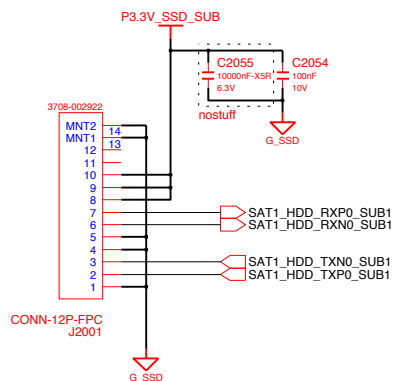 P3.3V_SSD_SUB
C2055
10000nF-X5R
6.3V
nostuff
C2054
100nF
10V
G_SSD
3708-002922
MNT2
14
MNT1
13
12
11
10
9
8
7 SAT1_HDD_RXP0_SUB1
6 SAT1_HDD_RXN0_SUB1
5
4
3 SAT1_HDD_TXN0_SUB1
2 SAT1_HDD_TXP0_SUB1
1
CONN-12P-FPC
J2001
G_SSD